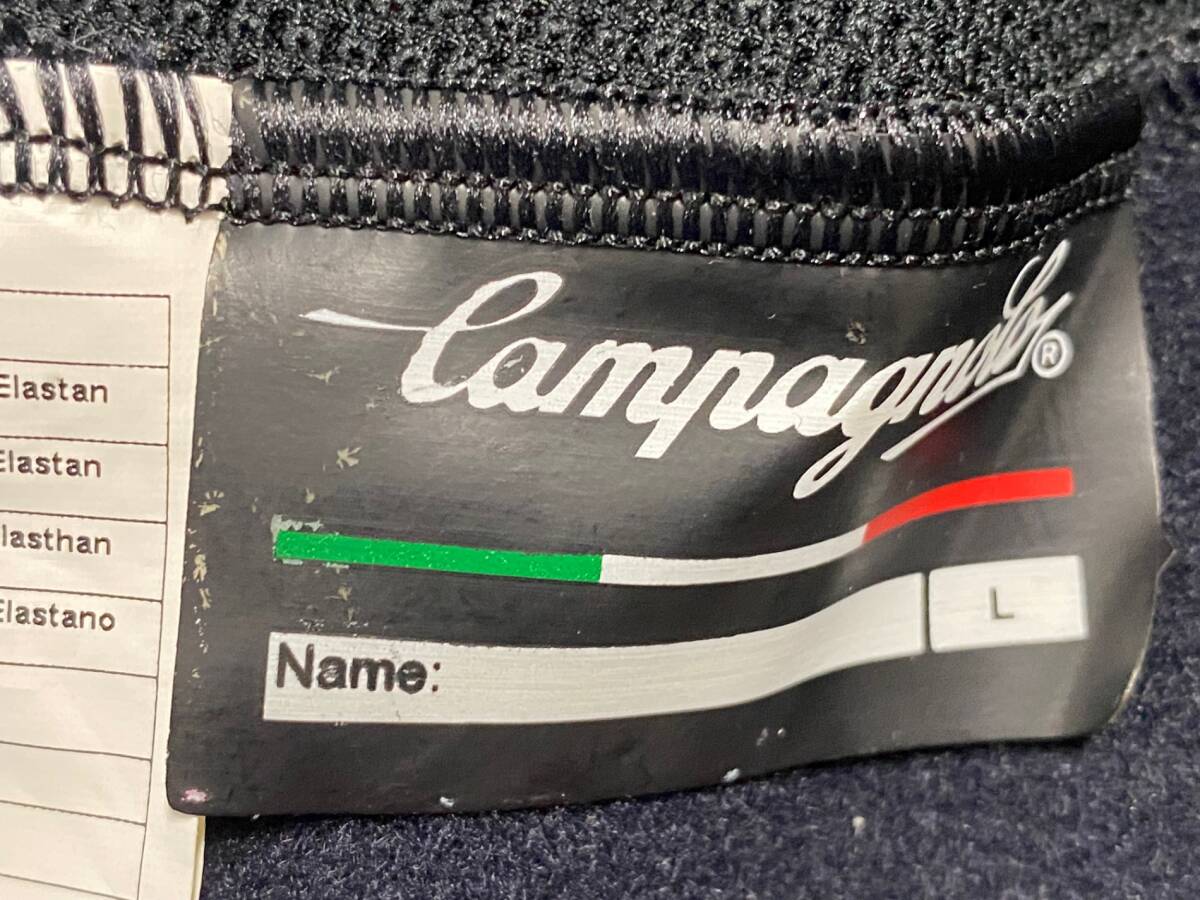 Elastan
Elastan
lasthan
Elastano
Campagnolo®
Name:
L